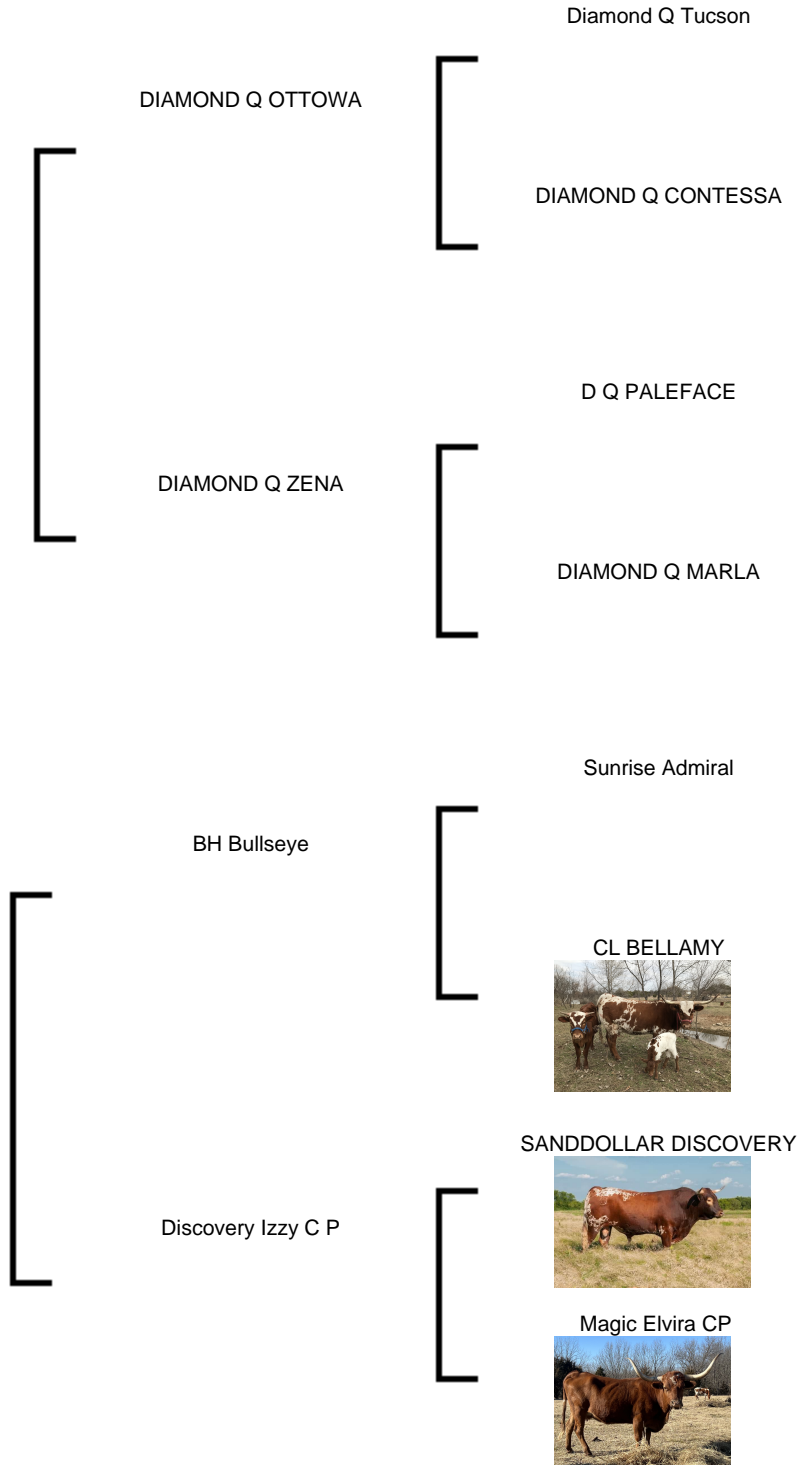 Diamond Q Tucson
DIAMOND Q OTTOWA
DIAMOND Q CONTESSA
D Q PALEFACE
DIAMOND Q ZENA
DIAMOND Q MARLA
Sunrise Admiral
BH Bullseye
CL BELLAMY
SANDDOLLAR DISCOVERY
Discovery Izzy C P
Magic Elvira CP